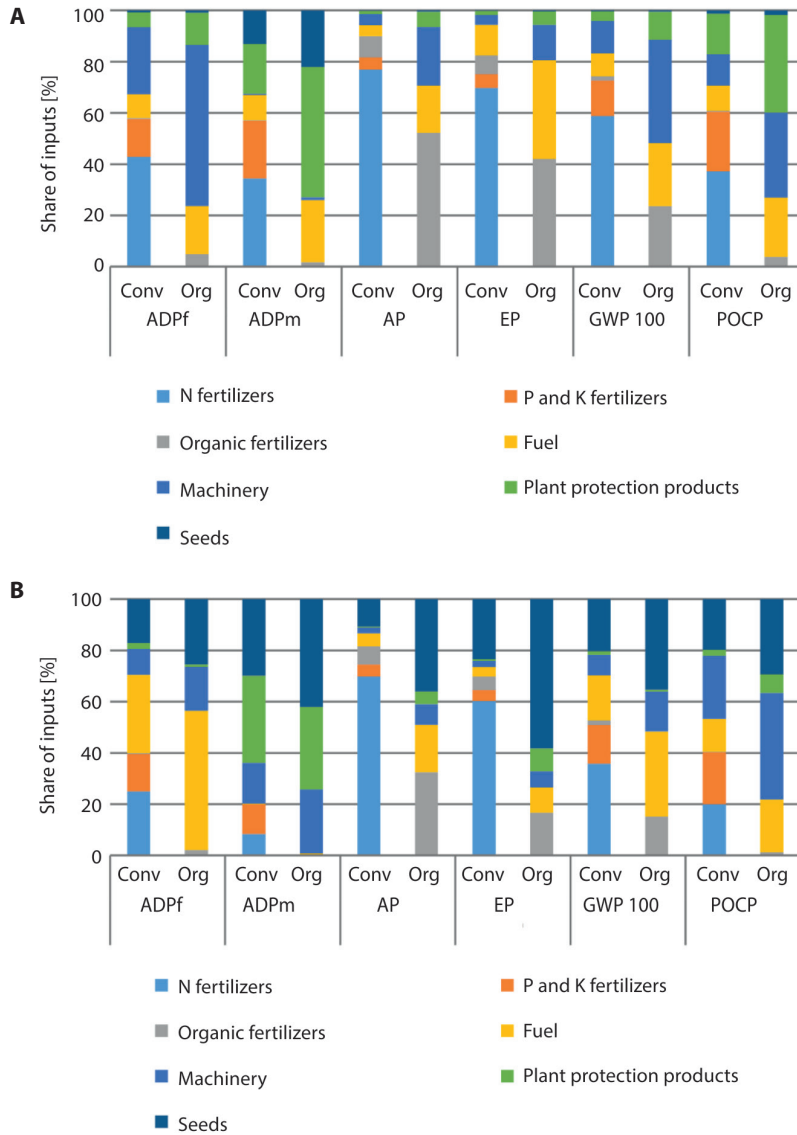 A
Share of inputs [%]
100
80
60
40
20
0
Conv Org Conv Org Conv Org Conv Org Conv Org Conv Org
ADPf ADPm AP EP GWP 100 POCP
N fertilizers P and K fertilizers
Organic fertilizers Fuel
Machinery Plant protection products
Seeds
B
Share of inputs [%]
100
80
60
40
20
0
Conv Org Conv Org Conv Org Conv Org Conv Org Conv Org
ADPf ADPm AP EP GWP 100 POCP
N fertilizers P and K fertilizers
Organic fertilizers Fuel
Machinery Plant protection products
Seeds